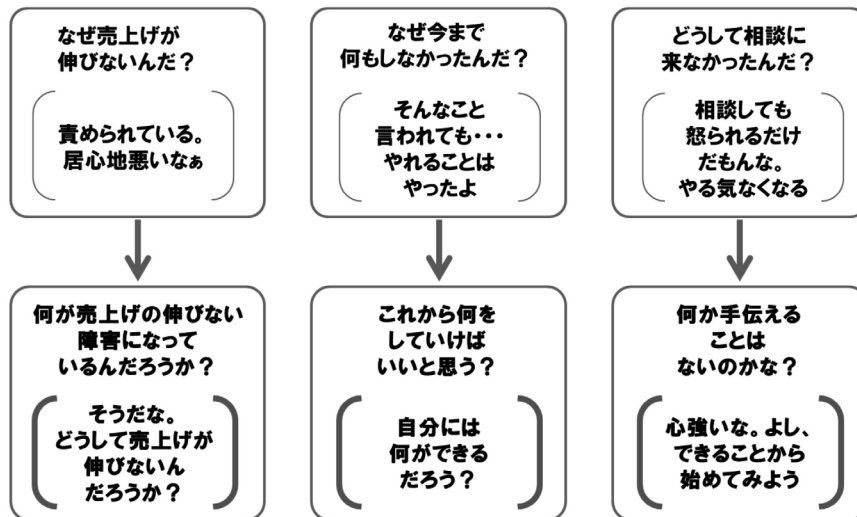 なぜ売上げが
伸びないんだ？
責められている。
居心地悪いなぁ
なぜ今まで
何もしなかったんだ？
そんなこと
言われても・・・
やれることは
やったよ
どうして相談に
来なかったんだ？
相談しても
怒られるだけ
だもんな。
やる気なくなる
何が売上げの伸びない
障害になって
いるんだろうか？
そうだな。
どうして売上げが
伸びないん
だろうか？
これから何を
していけば
いいと思う？
自分には
何ができる
だろう？
何か手伝える
ことは
ないのかな？
心強いな。よし、
できることから
始めてみよう